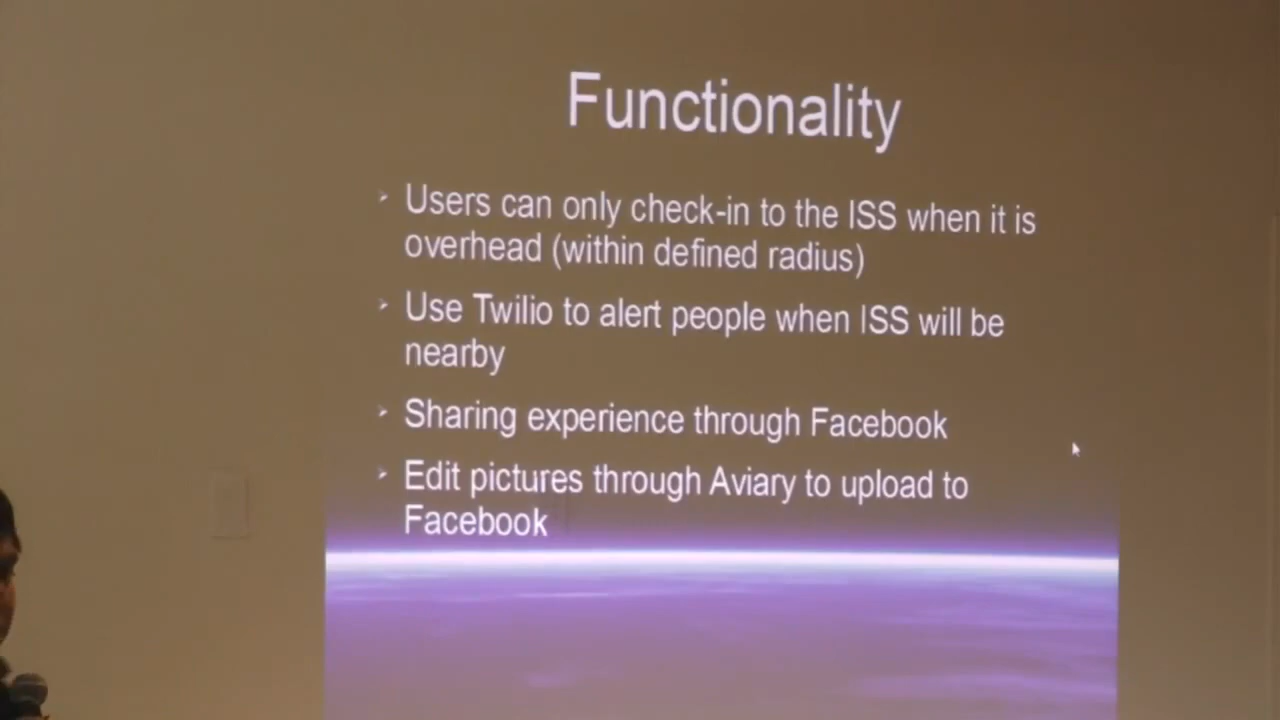 Functionality
Users can only check-in to the ISS when it is
overhead (within defined radius)
Use Twilio to alert people when ISS will be
nearby
Sharing experience through Facebook
Edit pictures through Aviary to upload to
Facebook